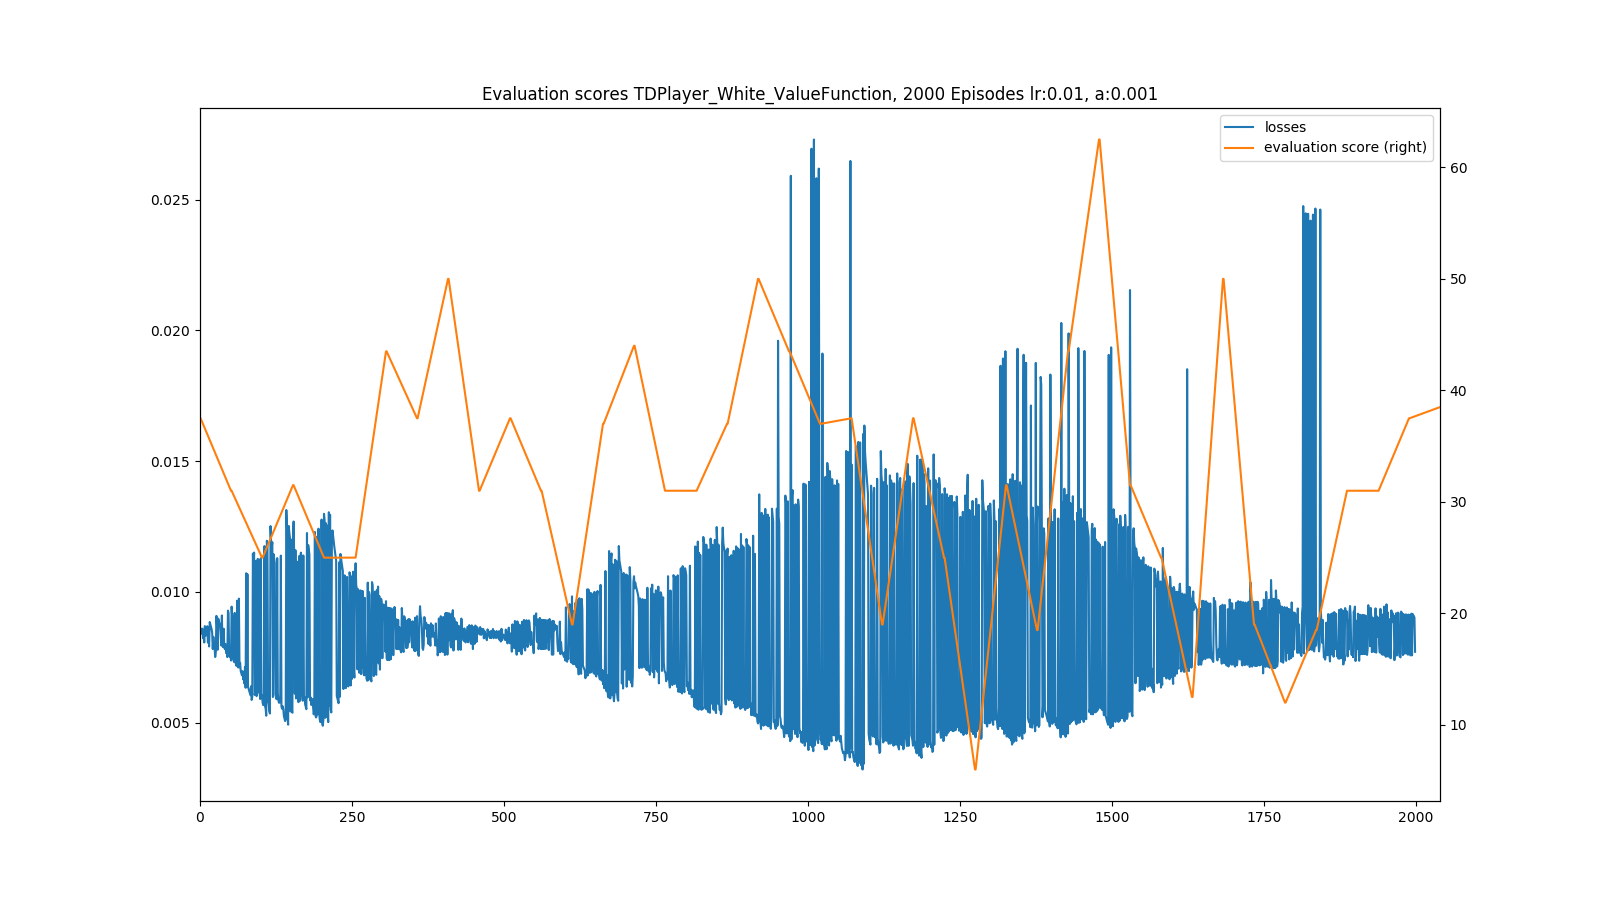 Evaluation scores TDPlayer_White_ValueFunction, 2000 Episodes lr:0.01, a:0.001
losses
evaluation score (right)
0.025
0.020
0.015
0.010
0.005
60
50
40
30
20
10
0 250 500 750 1000 1250 1500 1750 2000